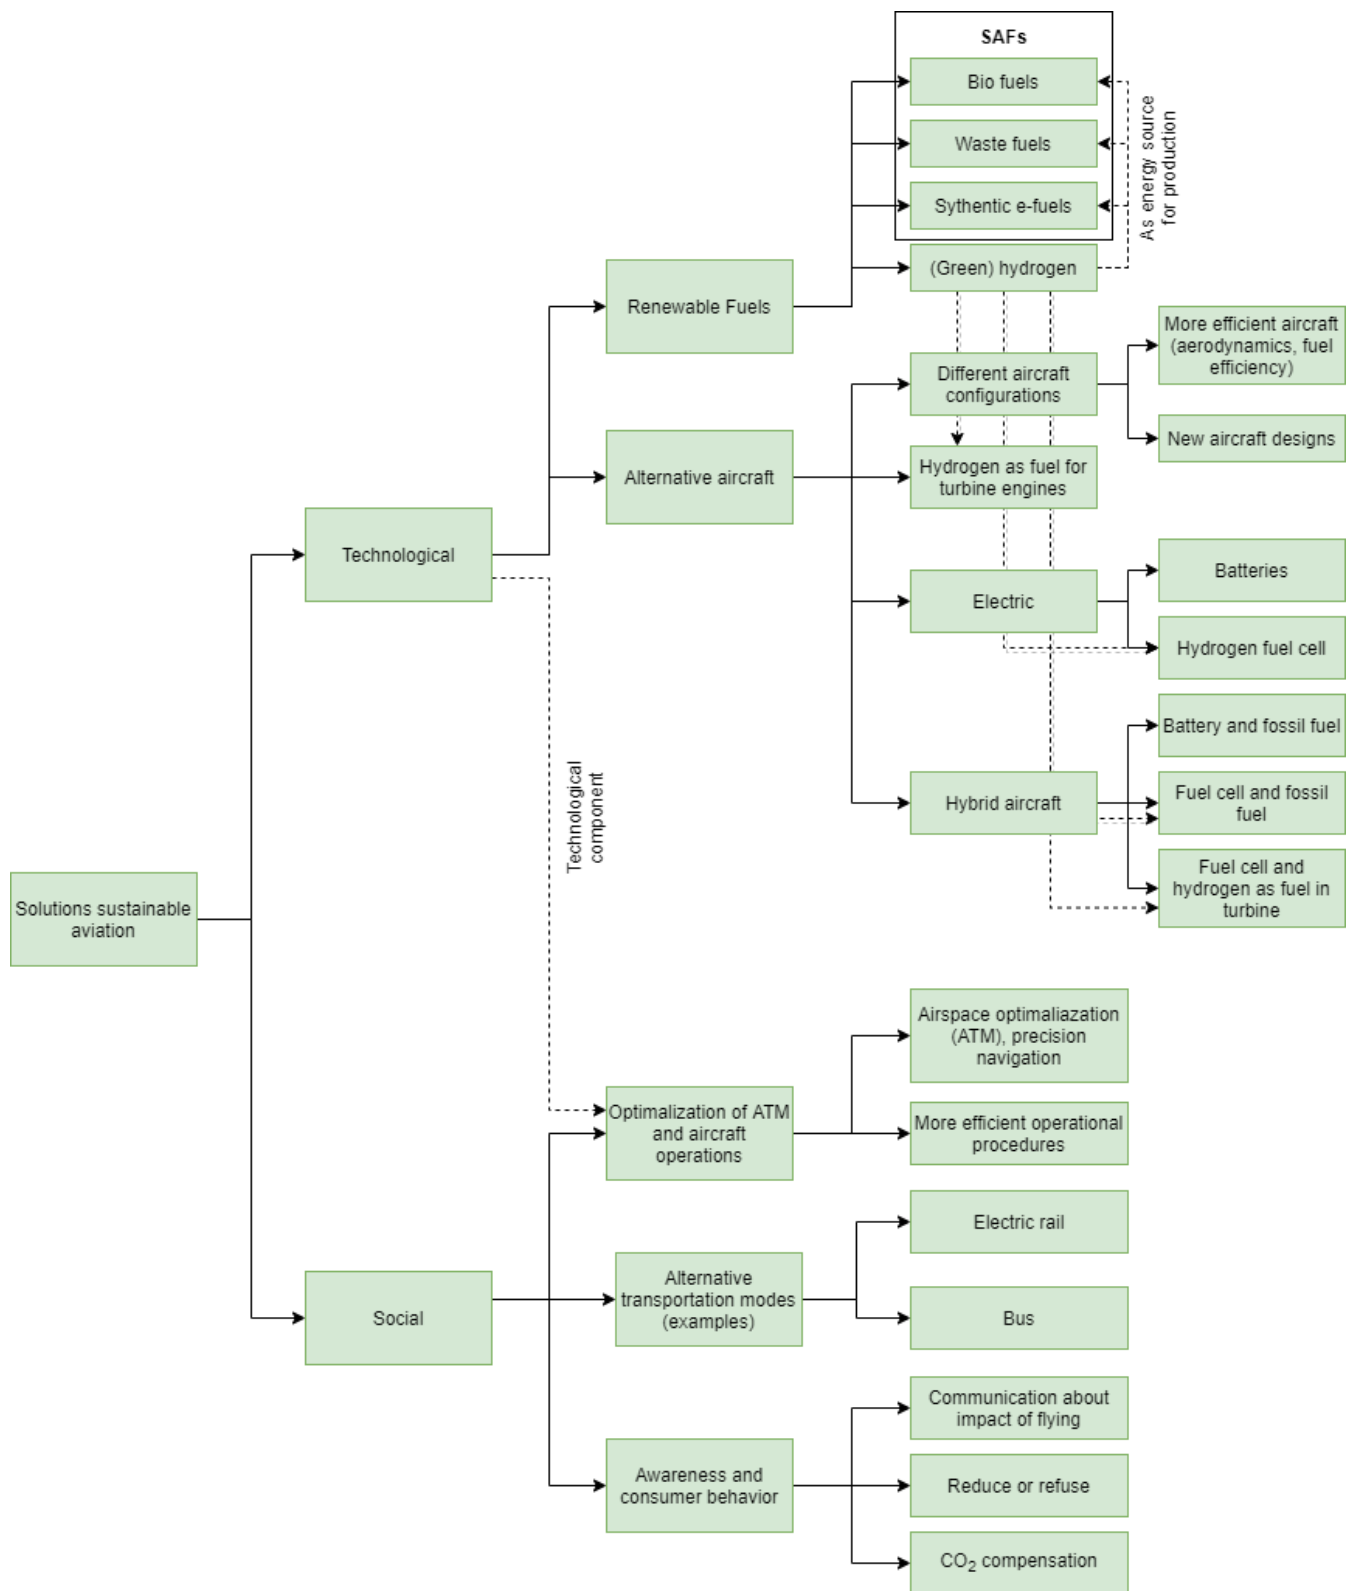 SAFs
Bio fuels
Waste fuels
Sythentic e-fuels
As energy source
for production
(Green) hydrogen
Renewable Fuels
More efficient aircraft
(aerodynamics, fuel
efficiency)
Different aircraft
configurations
New aircraft designs
Alternative aircraft
Hydrogen as fuel for
turbine engines
Technological
Batteries
Electric
Hydrogen fuel cell
Battery and fossil fuel
Technological
component
Hybrid aircraft
Fuel cell and fossil
fuel
Fuel cell and
hydrogen as fuel in
turbine
Solutions sustainable
aviation
Airspace optimaliazation
(ATM), precision
navigation
Optimalization of ATM
and aircraft
operations
More efficient operational
procedures
Electric rail
Social
Alternative
transportation modes
(examples)
Bus
Communication about
impact of flying
Awareness and
consumer behavior
Reduce or refuse
CO₂ compensation